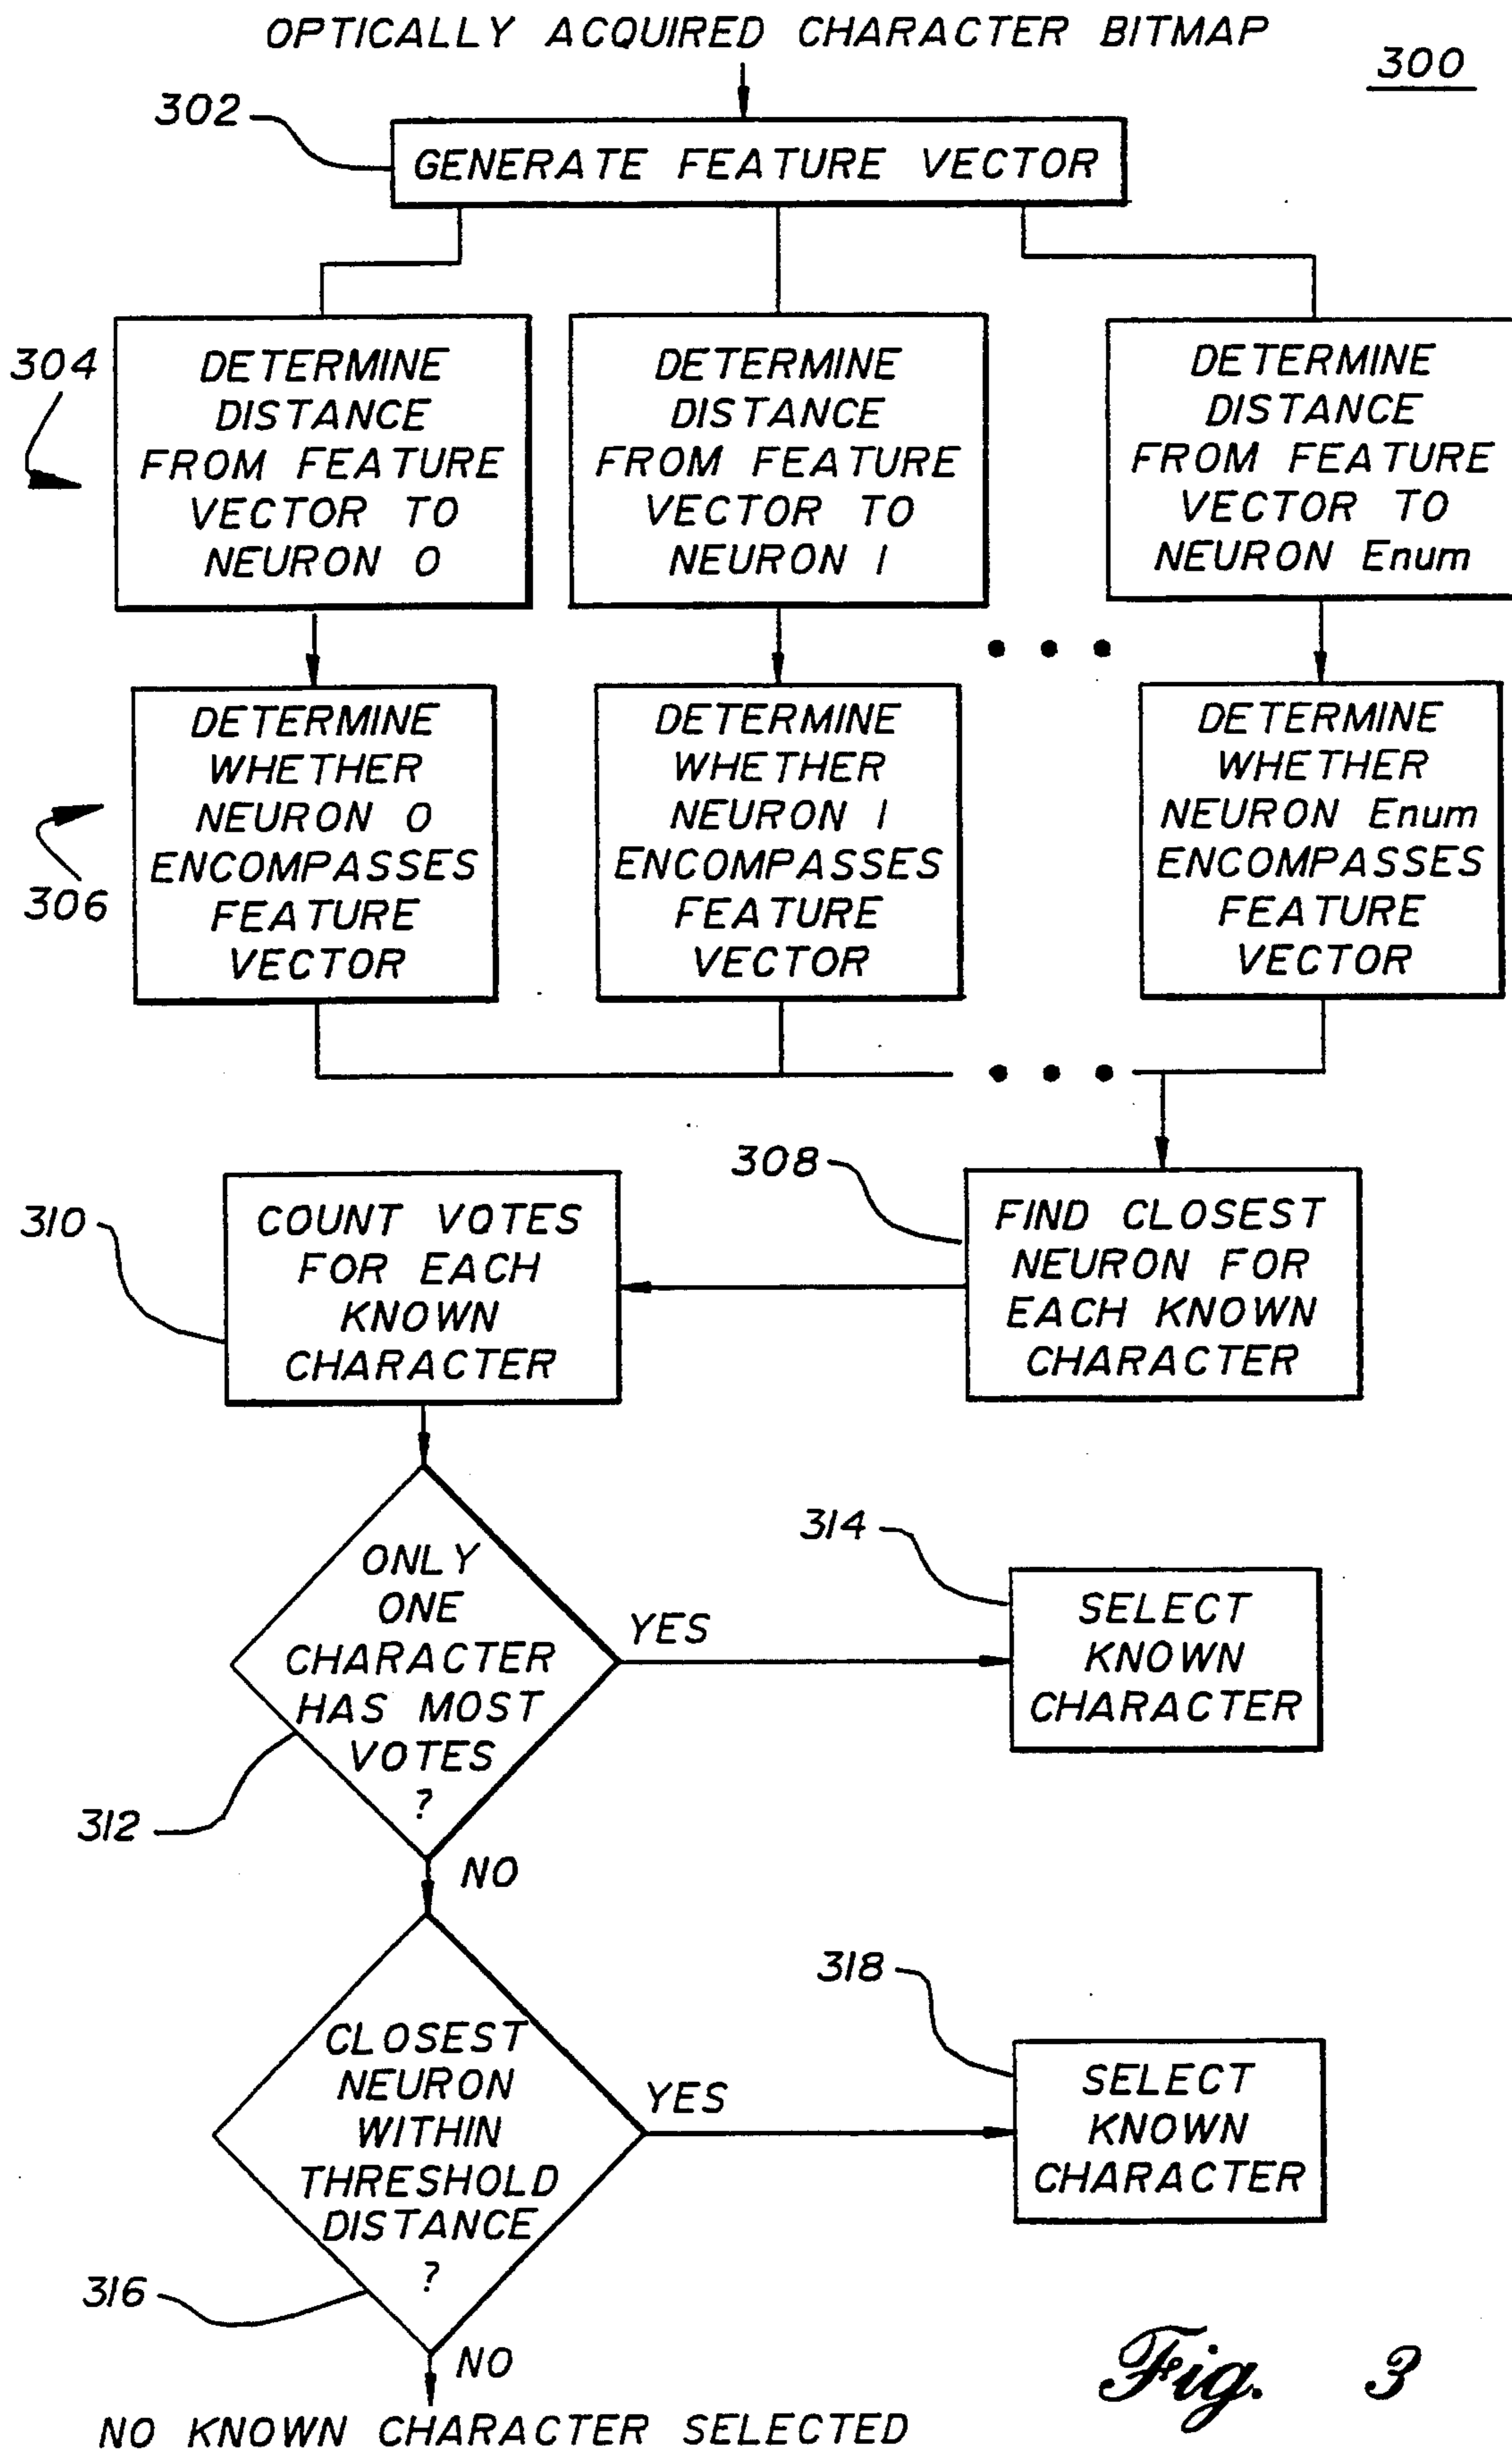 OPTICALLY ACQUIRED CHARACTER BITMAP
300
302
GENERATE FEATURE VECTOR
304
DETERMINE
DISTANCE
FROM FEATURE
VECTOR TO
NEURON 0
DETERMINE
DISTANCE
FROM FEATURE
VECTOR TO
NEURON 1
DETERMINE
DISTANCE
FROM FEATURE
VECTOR TO
NEURON Enum
• • •
306
DETERMINE
WHETHER
NEURON 0
ENCOMPASSES
FEATURE
VECTOR
DETERMINE
WHETHER
NEURON 1
ENCOMPASSES
FEATURE
VECTOR
DETERMINE
WHETHER
NEURON Enum
ENCOMPASSES
FEATURE
VECTOR
• • •
308
FIND CLOSEST
NEURON FOR
EACH KNOWN
CHARACTER
310
COUNT VOTES
FOR EACH
KNOWN
CHARACTER
312
ONLY
ONE
CHARACTER
HAS MOST
VOTES
?
YES
314
SELECT
KNOWN
CHARACTER
NO
316
CLOSEST
NEURON
WITHIN
THRESHOLD
DISTANCE
?
YES
318
SELECT
KNOWN
CHARACTER
NO
NO KNOWN CHARACTER SELECTED
Fig. 3